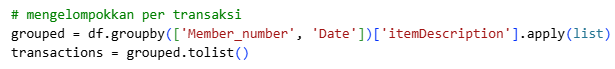 # mengelompokkan per transaksi
grouped = df.groupby(['Member_number', 'Date'])['itemDescription'].apply(list)
transactions = grouped.tolist()